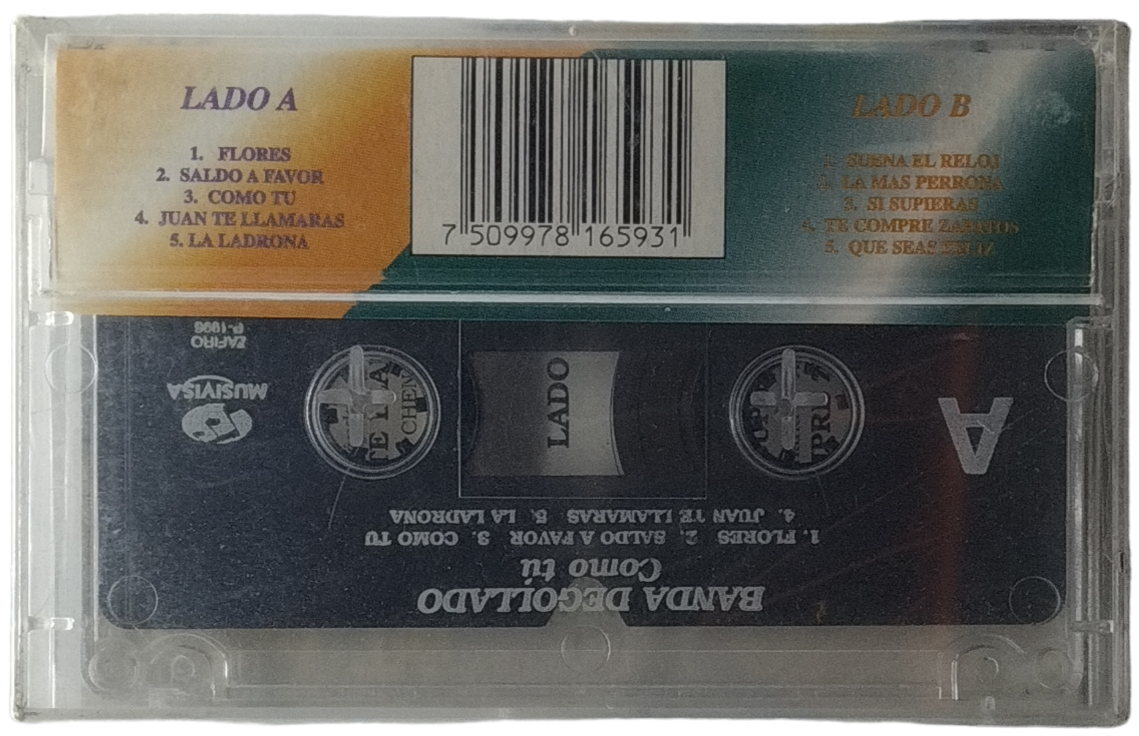 LADO A
1. FLORES
2. SALDO A FAVOR
3. COMO TU
4. JUAN TE LLAMARAS
5. LA LADRONA
7 509978 165931
LADO B
1. SUENA EL RELOJ
2. LA MAS PERRONA
3. SI SUPIERAS
4. TE COMPRE ZAPATOS
5. QUE SEAS FELIZ
BANDA DEGOLLADO
Como tú
1. FLORES 2. SALDO A FAVOR 3. COMO TU
4. JUAN TE LLAMARAS 5. LA LADRONA
A
LADO
MUSIVISA
ZAFIRO
P-1996